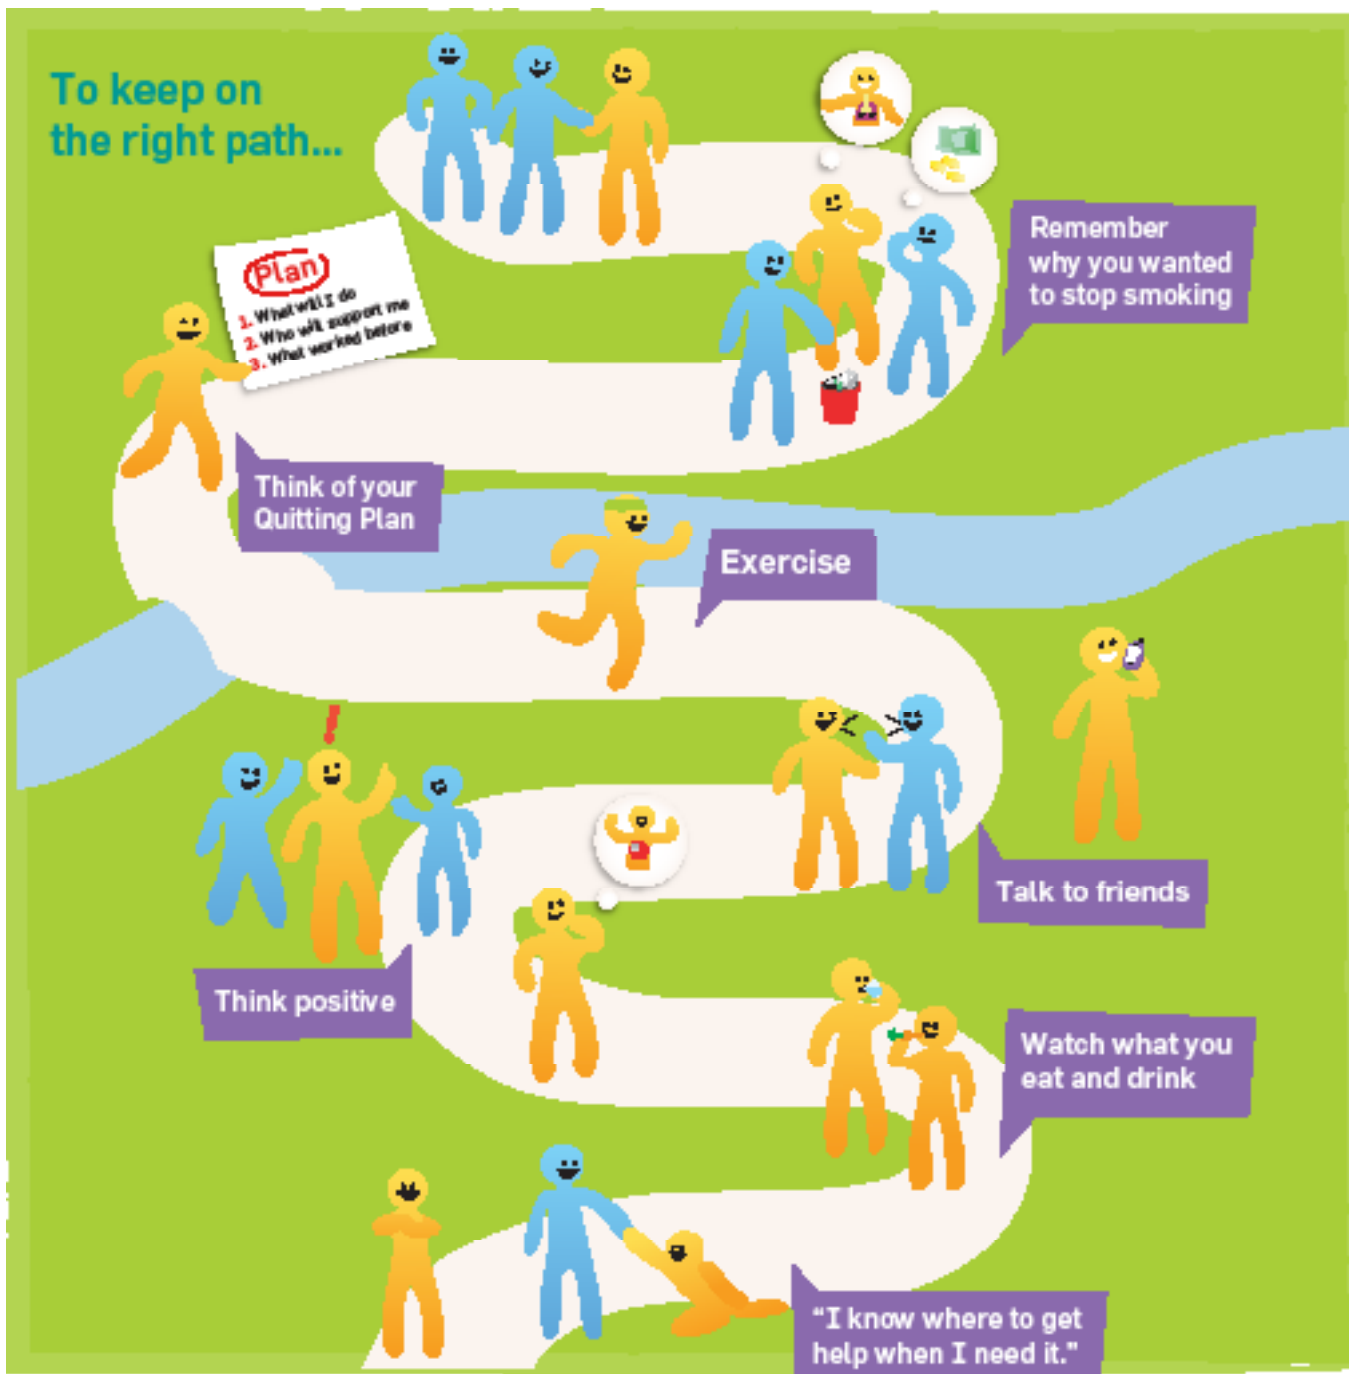 To keep on
the right path...
Plan
1. What will I do
2. Who will support me
3. What worked before
Remember
why you wanted
to stop smoking
Think of your
Quitting Plan
Exercise
!
Talk to friends
Think positive
Watch what you
eat and drink
“I know where to get
help when I need it.”